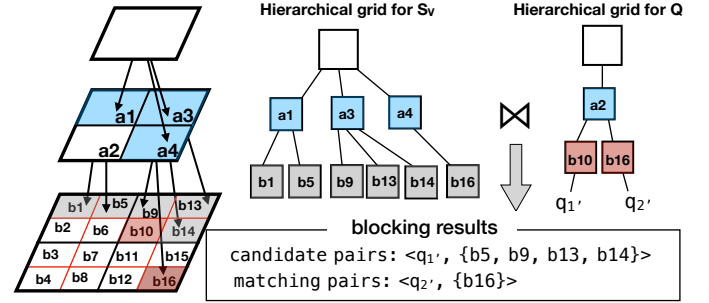 Hierarchical grid for Sᵥ
Hierarchical grid for Q
a1
a3
a2
a4
b1
b5
b9
b13
b2
b6
b10
b14
b3
b7
b11
b15
b4
b8
b12
b16
a1
a3
a4
b1
b5
b9
b13
b14
b16
⋈
a2
b10
b16
q1′
q2′
blocking results
candidate pairs: <q1′, {b5, b9, b13, b14}>
matching pairs: <q2′, {b16}>